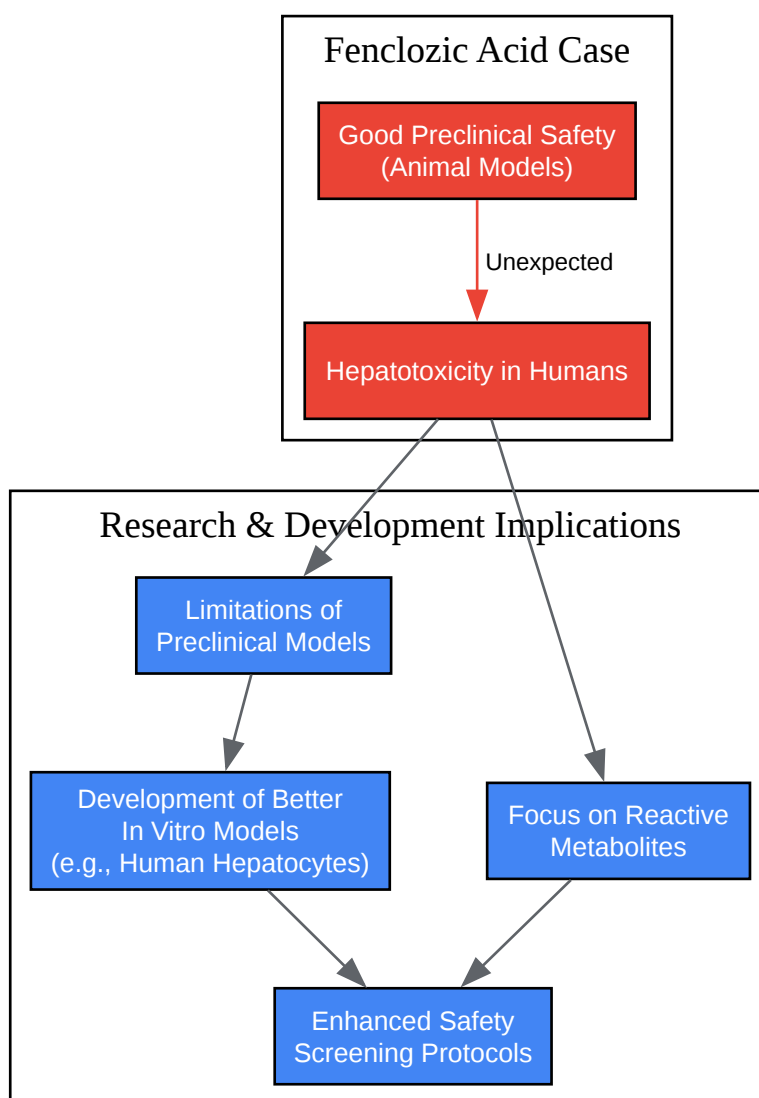 Fenclozic Acid Case
Good Preclinical Safety
(Animal Models)
Unexpected
Hepatotoxicity in Humans
Research & Development Implications
Limitations of
Preclinical Models
Development of Better
In Vitro Models
(e.g., Human Hepatocytes)
Focus on Reactive
Metabolites
Enhanced Safety
Screening Protocols